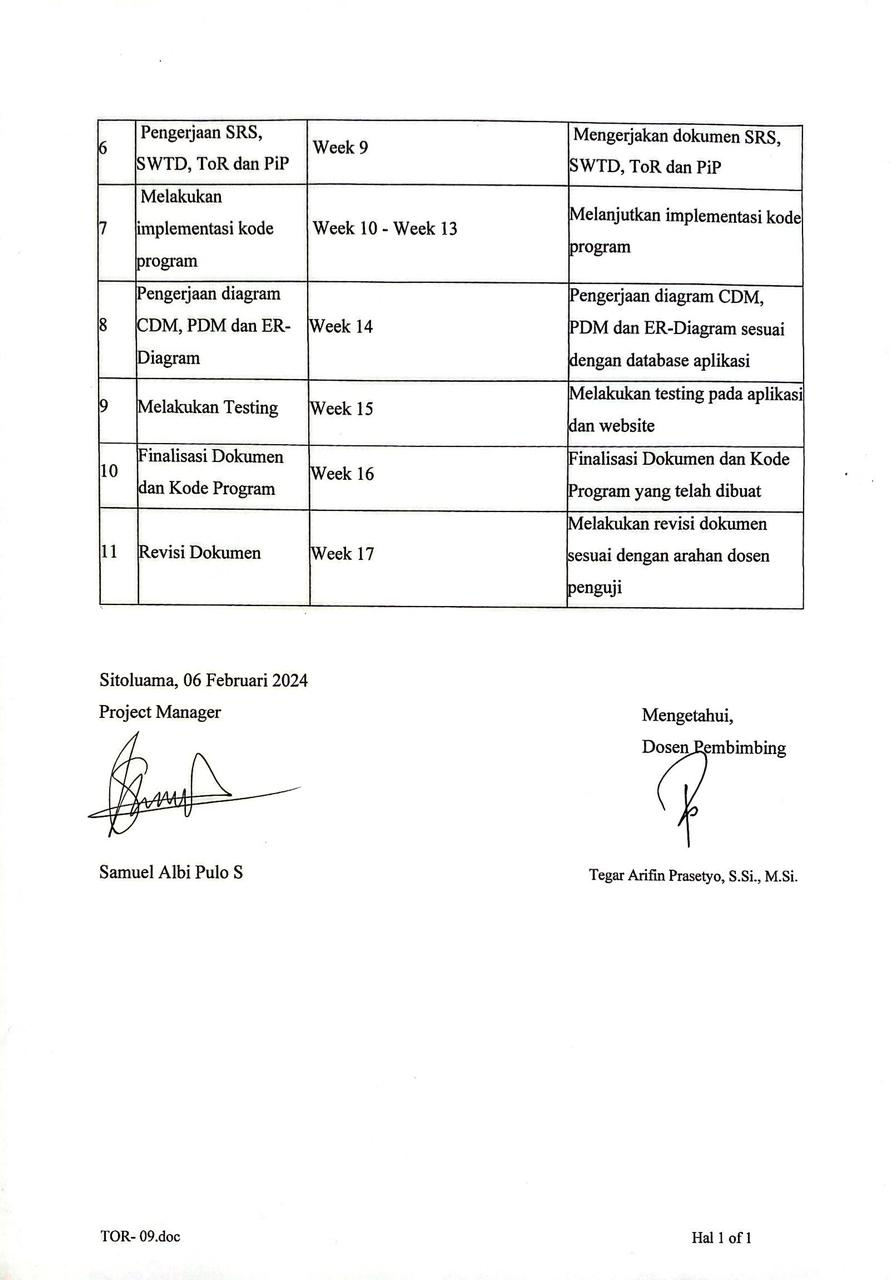 6
Pengerjaan SRS,
SWTD, ToR dan PiP
Week 9
Mengerjakan dokumen SRS,
SWTD, ToR dan PiP
7
Melakukan
implementasi kode
program
Week 10 - Week 13
Melanjutkan implementasi kode
program
8
Pengerjaan diagram
CDM, PDM dan ER-
Diagram
Week 14
Pengerjaan diagram CDM,
PDM dan ER-Diagram sesuai
dengan database aplikasi
9
Melakukan Testing
Week 15
Melakukan testing pada aplikasi
dan website
10
Finalisasi Dokumen
dan Kode Program
Week 16
Finalisasi Dokumen dan Kode
Program yang telah dibuat
11
Revisi Dokumen
Week 17
Melakukan revisi dokumen
sesuai dengan arahan dosen
penguji
Sitoluama, 06 Februari 2024
Project Manager
Mengetahui,
Dosen Pembimbing
Samuel Albi Pulo S
Tegar Arifin Prasetyo, S.Si., M.Si.
TOR- 09.doc
Hal 1 of 1